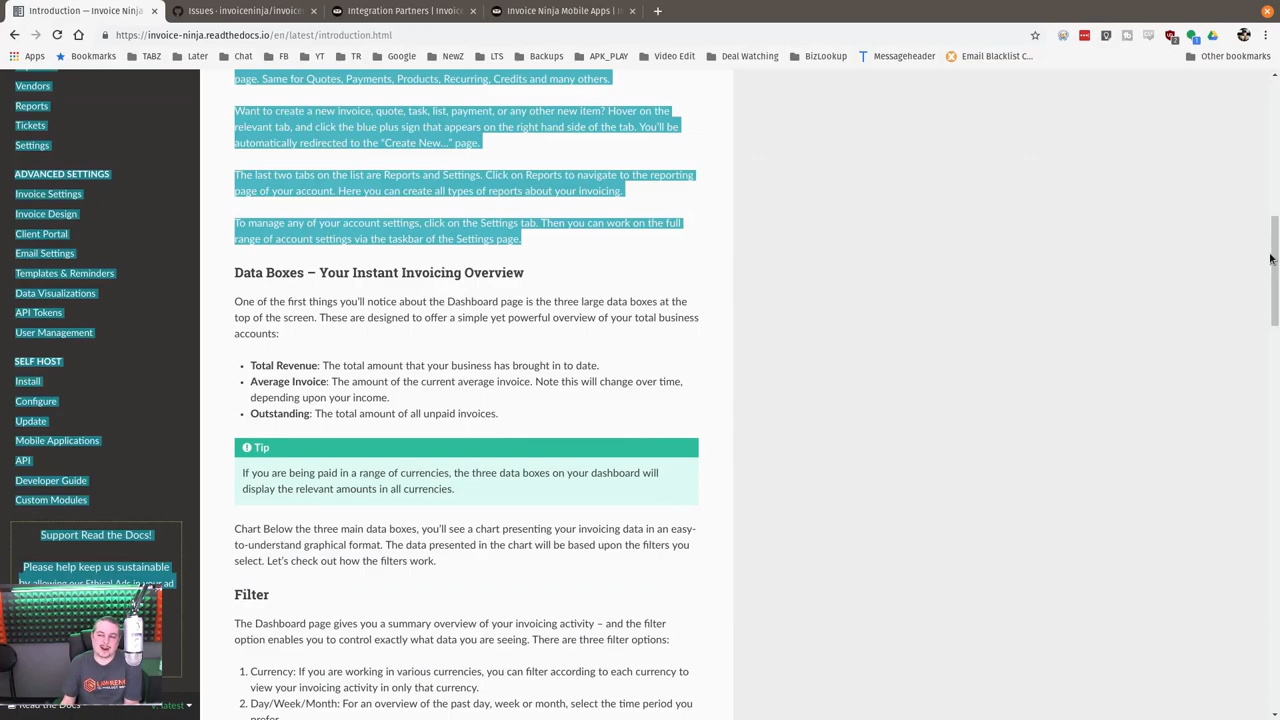 Introduction — Invoice Ninja
Issues · invoiceninja/invoice
Integration Partners | Invoice
Invoice Ninja Mobile Apps | Inv
https://invoice-ninja.readthedocs.io/en/latest/introduction.html
Apps
Bookmarks
TABZ
Later
Chat
FB
YT
TR
Google
NewZ
LTS
Backups
APK_PLAY
Video Edit
Deal Watching
BizLookup
Messageheader
Email Blacklist C...
Other bookmarks
Vendors
Reports
Tickets
Settings
ADVANCED SETTINGS
Invoice Settings
Invoice Design
Client Portal
Email Settings
Templates & Reminders
Data Visualizations
API Tokens
User Management
SELF HOST
Install
Configure
Update
Mobile Applications
API
Developer Guide
Custom Modules
Support Read the Docs!
Please help keep us sustainable
by allowing our Ethical Ads in your ad
Read the Docs
v: latest
page. Same for Quotes, Payments, Products, Recurring, Credits and many others.
Want to create a new invoice, quote, task, list, payment, or any other new item? Hover on the
relevant tab, and click the blue plus sign that appears on the right hand side of the tab. You'll be
automatically redirected to the "Create New..." page.
The last two tabs on the list are Reports and Settings. Click on Reports to navigate to the reporting
page of your account. Here you can create all types of reports about your invoicing.
To manage any of your account settings, click on the Settings tab. Then you can work on the full
range of account settings via the taskbar of the Settings page.
Data Boxes – Your Instant Invoicing Overview
One of the first things you'll notice about the Dashboard page is the three large data boxes at the
top of the screen. These are designed to offer a simple yet powerful overview of your total business
accounts:
• Total Revenue: The total amount that your business has brought in to date.
• Average Invoice: The amount of the current average invoice. Note this will change over time,
depending upon your income.
• Outstanding: The total amount of all unpaid invoices.
Tip
If you are being paid in a range of currencies, the three data boxes on your dashboard will
display the relevant amounts in all currencies.
Chart Below the three main data boxes, you'll see a chart presenting your invoicing data in an easy-
to-understand graphical format. The data presented in the chart will be based upon the filters you
select. Let's check out how the filters work.
Filter
The Dashboard page gives you a summary overview of your invoicing activity – and the filter
option enables you to control exactly what data you are seeing. There are three filter options:
1. Currency: If you are working in various currencies, you can filter according to each currency to
view your invoicing activity in only that currency.
2. Day/Week/Month: For an overview of the past day, week or month, select the time period you
prefer.